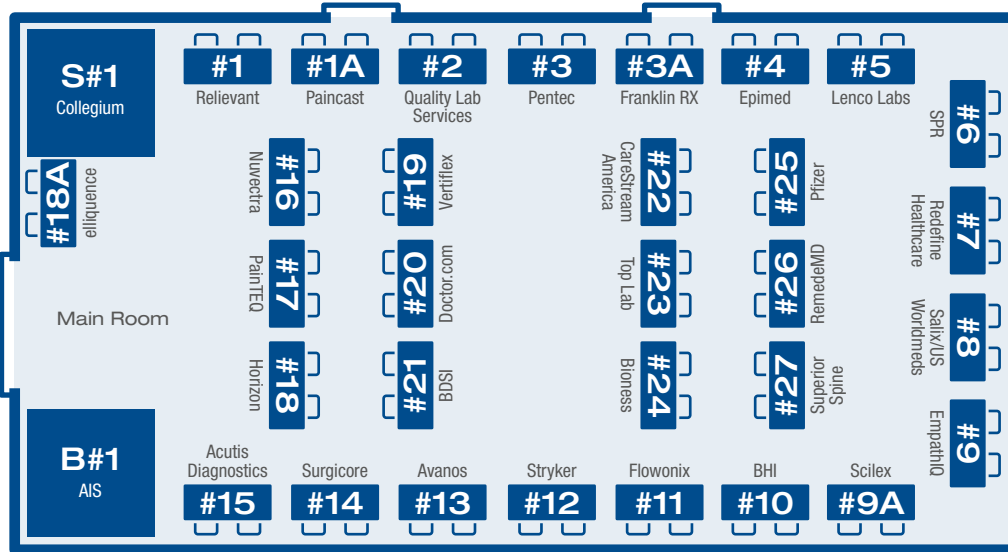 S#1
Collegium
#1
Relievant
#1A
Paincast
#2
Quality Lab
Services
#3
Pentec
#3A
Franklin RX
#4
Epimed
#5
Lenco Labs
#6
SPR
#7
Redefine
Healthcare
#8
Salix/US
Worldmeds
#9
EmpathIQ
#18A
elliquence
#16
Nuvectra
#19
Vertiflex
#22
CareStream
America
#25
Pfizer
#17
PainTEQ
#20
Doctor.com
#23
Top Lab
#26
RemedeMD
Main Room
#18
Horizon
#21
BDSI
#24
Bioness
#27
Superior
Spine
B#1
AIS
Acutis
Diagnostics
#15
Surgicore
#14
Avanos
#13
Stryker
#12
Flowonix
#11
BHI
#10
Scilex
#9A